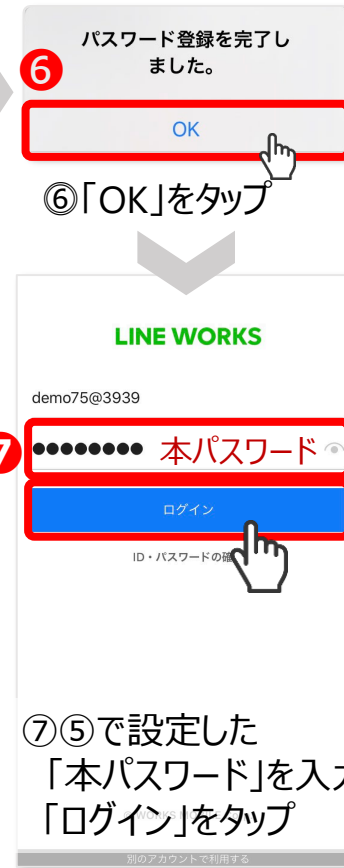 パスワード登録を完了し
ました。
6
OK
⑥「OK」をタップ
LINE WORKS
demo75@3939
7
●●●●●●●● 本パスワード
ログイン
ID・パスワードの確
⑦⑤で設定した
「本パスワード」を入力
「ログイン」をタップ
別のアカウントで利用する